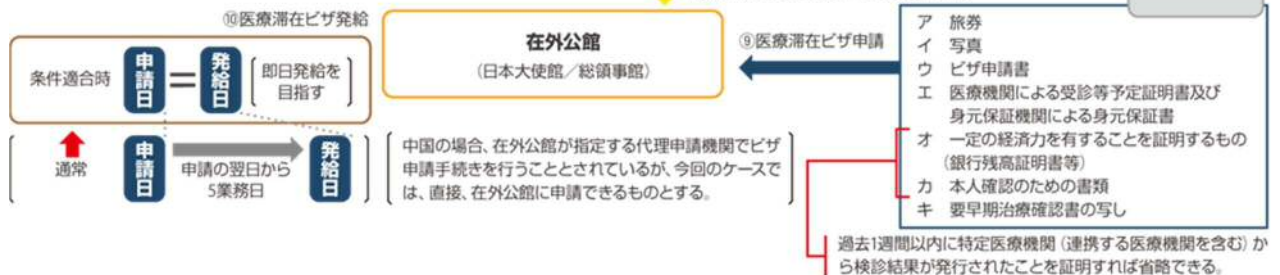 ⑩医療滞在ビザ発給
条件適合時
申請日
=
発給日
即日発給を
目指す
通常
申請日
申請の翌日から
5業務日
発給日
在外公館
(日本大使館/総領事館)
中国の場合、在外公館が指定する代理申請機関でビザ
申請手続きを行うこととされているが、今回のケースで
は、直接、在外公館に申請できるものとする。
⑨医療滞在ビザ申請
ア 旅券
イ 写真
ウ ビザ申請書
エ 医療機関による受診等予定証明書及び
身元保証機関による身元保証書
オ 一定の経済力を有することを証明するもの
(銀行残高証明書等)
カ 本人確認のための書類
キ 要早期治療確認書の写し
過去1週間以内に特定医療機関(連携する医療機関を含む)か
ら検診結果が発行されたことを証明すれば省略できる。